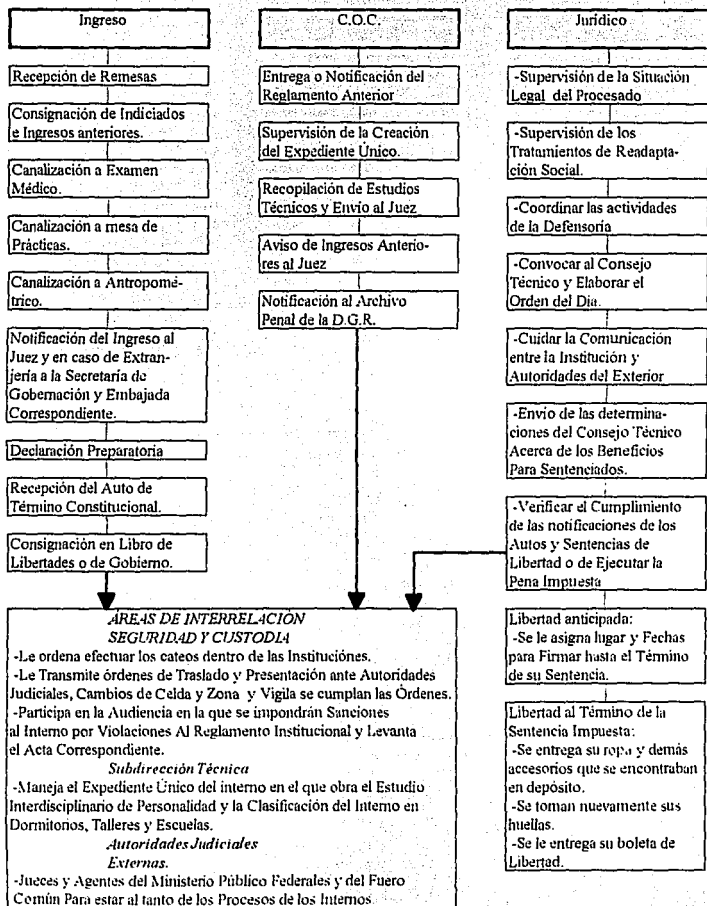 Ingreso
Recepción de Remesas
Consignación de Indiciados
e Ingresos anteriores.
Canalización a Examen
Médico.
Canalización a mesa de
Prácticas.
Canalización a Antropomé-
trico.
Notificación del Ingreso al
Juez y en caso de Extran-
jería a la Secretaría de
Gobernación y Embajada
Correspondiente.
Declaración Preparatoria
Recepción del Auto de
Término Constitucional.
Consignación en Libro de
Libertades o de Gobierno.
C.O.C.
Entrega o Notificación del
Reglamento Anterior
Supervisión de la Creación
del Expediente Único.
Recopilación de Estudios
Técnicos y Envio al Juez
Aviso de Ingresos Anterio-
res al Juez
Notificación al Archivo
Penal de la D.G.R.
Jurídico
-Supervisión de la Situación
Legal del Procesado
-Supervisión de los
Tratamientos de Readapta-
ción Social.
-Coordinar las actividades
de la Defensoría
-Convocar al Consejo
Técnico y Elaborar el
Orden del Día.
-Cuidar la Comunicación
entre la Institución y
Autoridades del Exterior
-Envío de las determina-
ciones del Consejo Técnico
Acerca de los Beneficios
Para Sentenciados.
-Verificar el Cumplimiento
de las notificaciones de los
Autos y Sentencias de
Libertad o de Ejecutar la
Pena Impuesta
Libertad anticipada:
-Se le asigna lugar y Fechas
para Firmar hasta el Término
de su Sentencia.
Libertad al Término de la
Sentencia Impuesta:
-Se entrega su ropa y demás
accesorios que se encontraban
en depósito.
-Se toman nuevamente sus
huellas.
-Se le entrega su boleta de
Libertad.
ÁREAS DE INTERRELACIÓN
SEGURIDAD Y CUSTODIA
-Le ordena efectuar los cateos dentro de las Instituciónes.
-Le Transmite órdenes de Traslado y Presentación ante Autoridades
Judiciales, Cambios de Celda y Zona y Vigila se cumplan las Órdenes.
-Participa en la Audiencia en la que se impondrán Sanciones
al Interno por Violaciones Al Reglamento Institucional y Levanta
el Acta Correspondiente.
Subdirección Técnica
-Maneja el Expediente Único del interno en el que obra el Estudio
Interdisciplinario de Personalidad y la Clasificación del Interno en
Dormitorios, Talleres y Escuelas.
Autoridades Judiciales
Externas.
-Jueces y Agentes del Ministerio Público Federales y del Fuero
Común Para estar al tanto de los Procesos de los Internos